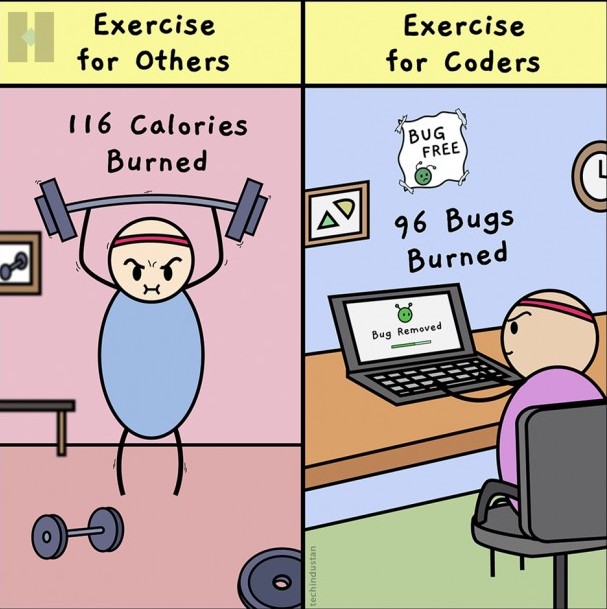 Exercise
for Others
Exercise
for Coders
116 Calories
Burned
BUG
FREE
96 Bugs
Burned
Bug Removed
techindustan